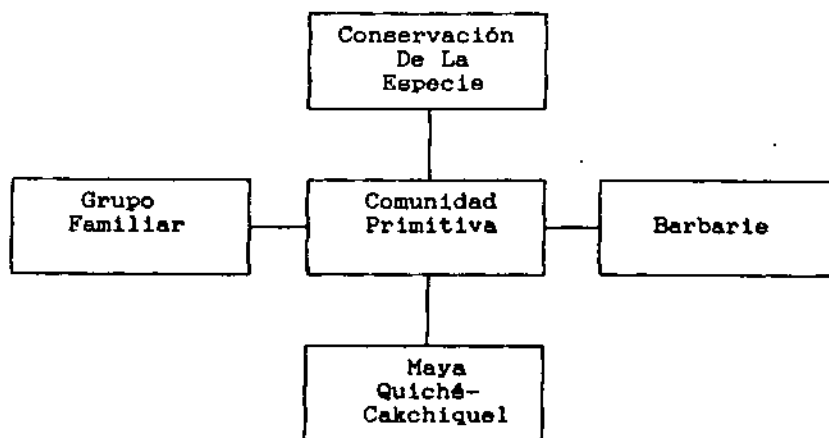 Conservación
De La
Especie
Grupo
Familiar
Comunidad
Primitiva
Barbarie
Maya
Quiché-
Cakchiquel